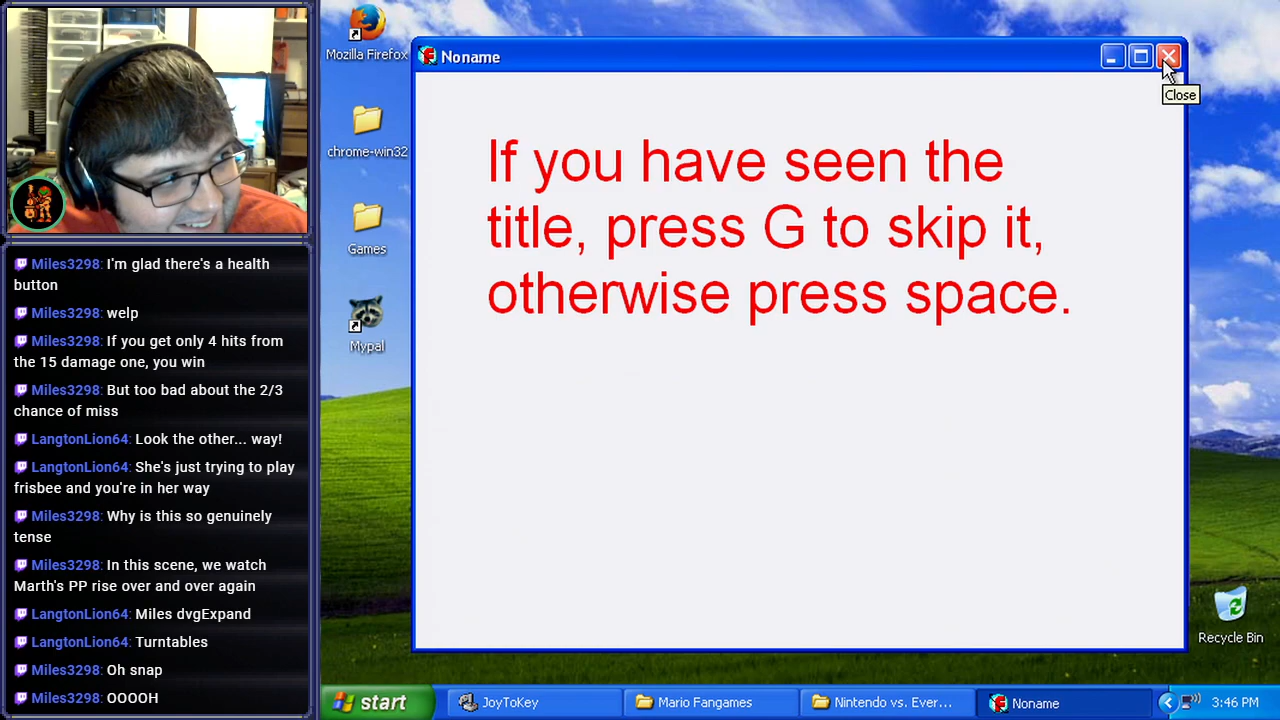 Miles3298: I'm glad there's a health
button
Miles3298: welp
Miles3298: If you get only 4 hits from
the 15 damage one, you win
Miles3298: But too bad about the 2/3
chance of miss
LangtonLion64: Look the other... way!
LangtonLion64: She's just trying to play
frisbee and you're in her way
Miles3298: Why is this so genuinely
tense
Miles3298: In this scene, we watch
Marth's PP rise over and over again
LangtonLion64: Miles dvgExpand
LangtonLion64: Turntables
Miles3298: Oh snap
Miles3298: OOOOH
Mozilla Firefox
chrome-win32
Games
Mypal
Noname
Close
If you have seen the
title, press G to skip it,
otherwise press space.
Recycle Bin
start
JoyToKey
Mario Fangames
Nintendo vs. Ever...
Noname
3:46 PM